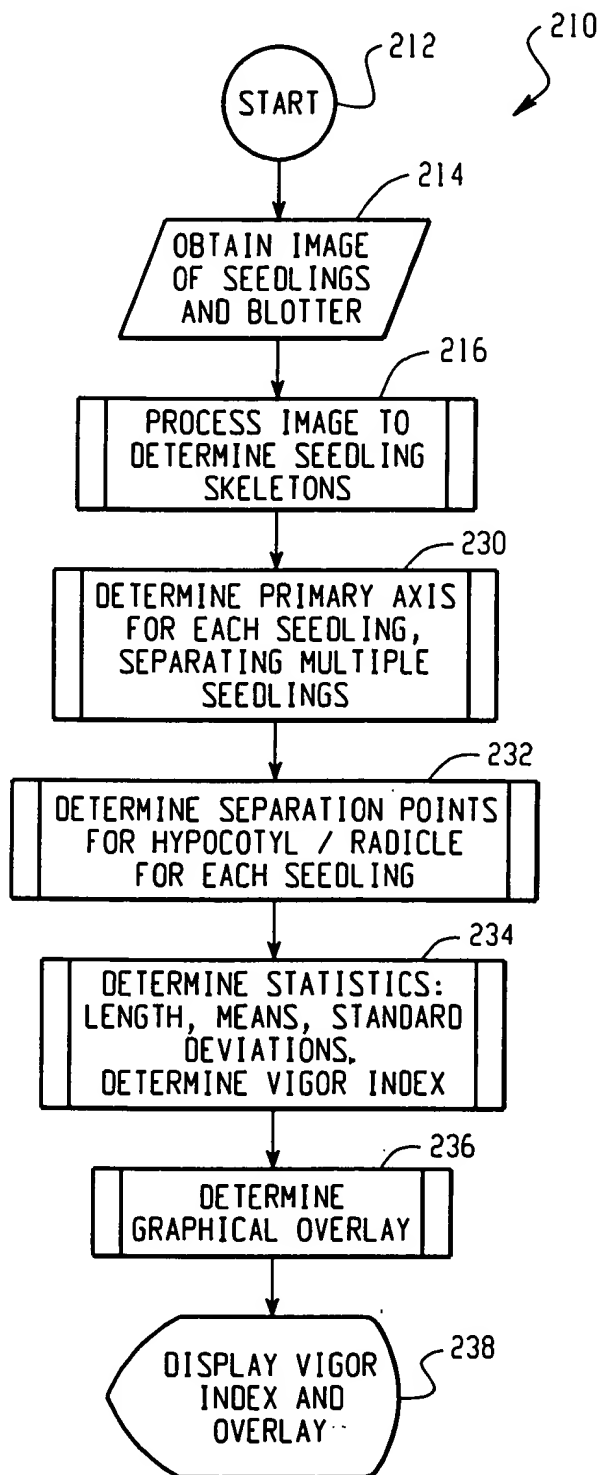 210
212
START
214
OBTAIN IMAGE
OF SEEDLINGS
AND BLOTTER
216
PROCESS IMAGE TO
DETERMINE SEEDLING
SKELETONS
230
DETERMINE PRIMARY AXIS
FOR EACH SEEDLING,
SEPARATING MULTIPLE
SEEDLINGS
232
DETERMINE SEPARATION POINTS
FOR HYPOCOTYL / RADICLE
FOR EACH SEEDLING
234
DETERMINE STATISTICS:
LENGTH, MEANS, STANDARD
DEVIATIONS,
DETERMINE VIGOR INDEX
236
DETERMINE
GRAPHICAL OVERLAY
238
DISPLAY VIGOR
INDEX AND
OVERLAY